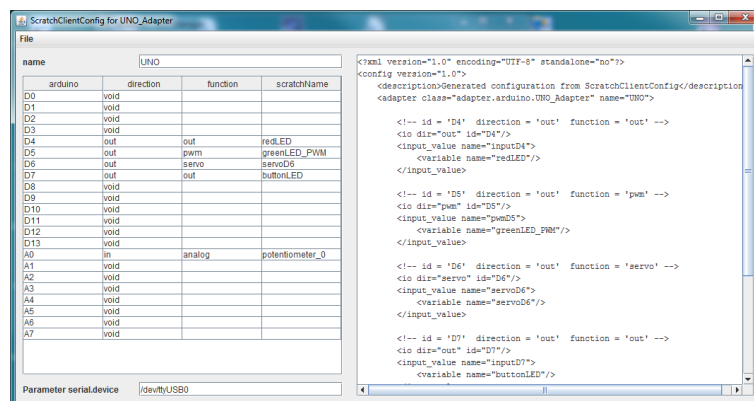 ScratchClientConfig for UNO_Adapter
File
name UNO
arduino direction function scratchName
D0 void
D1 void
D2 void
D3 void
D4 out out redLED
D5 out pwm greenLED_PWM
D6 out servo servoD6
D7 out out buttonLED
D8 void
D9 void
D10 void
D11 void
D12 void
D13 void
A0 in analog potentiometer_0
A1 void
A2 void
A3 void
A4 void
A5 void
A6 void
A7 void
Parameter serial.device /dev/ttyUSB0
<?xml version="1.0" encoding="UTF-8" standalone="no"?>
<config version="1.0">
<description>Generated configuration from ScratchClientConfig</description
<adapter class="adapter.arduino.UNO_Adapter" name="UNO">
<!-- id = 'D4' direction = 'out' function = 'out' -->
<io dir="out" id="D4"/>
<input_value name="inputD4">
<variable name="redLED"/>
</input_value>
<!-- id = 'D5' direction = 'out' function = 'pwm' -->
<io dir="pwm" id="D5"/>
<input_value name="pwmD5">
<variable name="greenLED_PWM"/>
</input_value>
<!-- id = 'D6' direction = 'out' function = 'servo' -->
<io dir="servo" id="D6"/>
<input_value name="servoD6">
<variable name="servoD6"/>
</input_value>
<!-- id = 'D7' direction = 'out' function = 'out' -->
<io dir="out" id="D7"/>
<input_value name="inputD7">
<variable name="buttonLED"/>